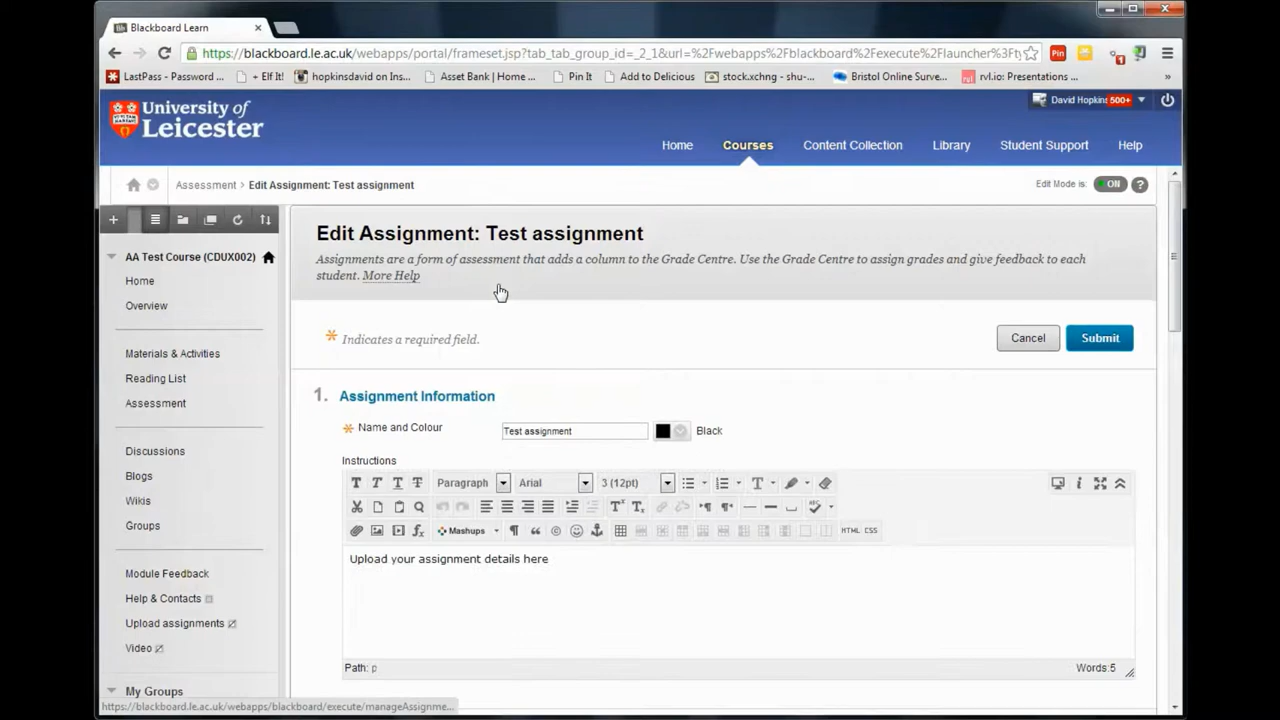 Blackboard Learn
https://blackboard.le.ac.uk/webapps/portal/frameset.jsp?tab_tab_group_id=_2_1&url=%2Fwebapps%2Fblackboard%2Fexecute%2Flauncher%3Fty
LastPass - Password ... + Elf It! hopkinsdavid on Ins... Asset Bank | Home ... Pin It Add to Delicious stock.xchng - shu-... Bristol Online Surve... rvl.io: Presentations ... »
University of
Leicester
David Hopkins 500+
Home Courses Content Collection Library Student Support Help
Assessment > Edit Assignment: Test assignment
Edit Mode is: ON ?
AA Test Course (CDUX002)
Home
Overview
Materials & Activities
Reading List
Assessment
Discussions
Blogs
Wikis
Groups
Module Feedback
Help & Contacts
Upload assignments
Video
My Groups
Edit Assignment: Test assignment
Assignments are a form of assessment that adds a column to the Grade Centre. Use the Grade Centre to assign grades and give feedback to each
student. More Help
Indicates a required field.
Cancel Submit
1. Assignment Information
Name and Colour Test assignment Black
Instructions
T T T T Paragraph Arial 3 (12pt) T
Mashups HTML CSS
Upload your assignment details here
Path: p Words:5
https://blackboard.le.ac.uk/webapps/blackboard/execute/manageAssignme...